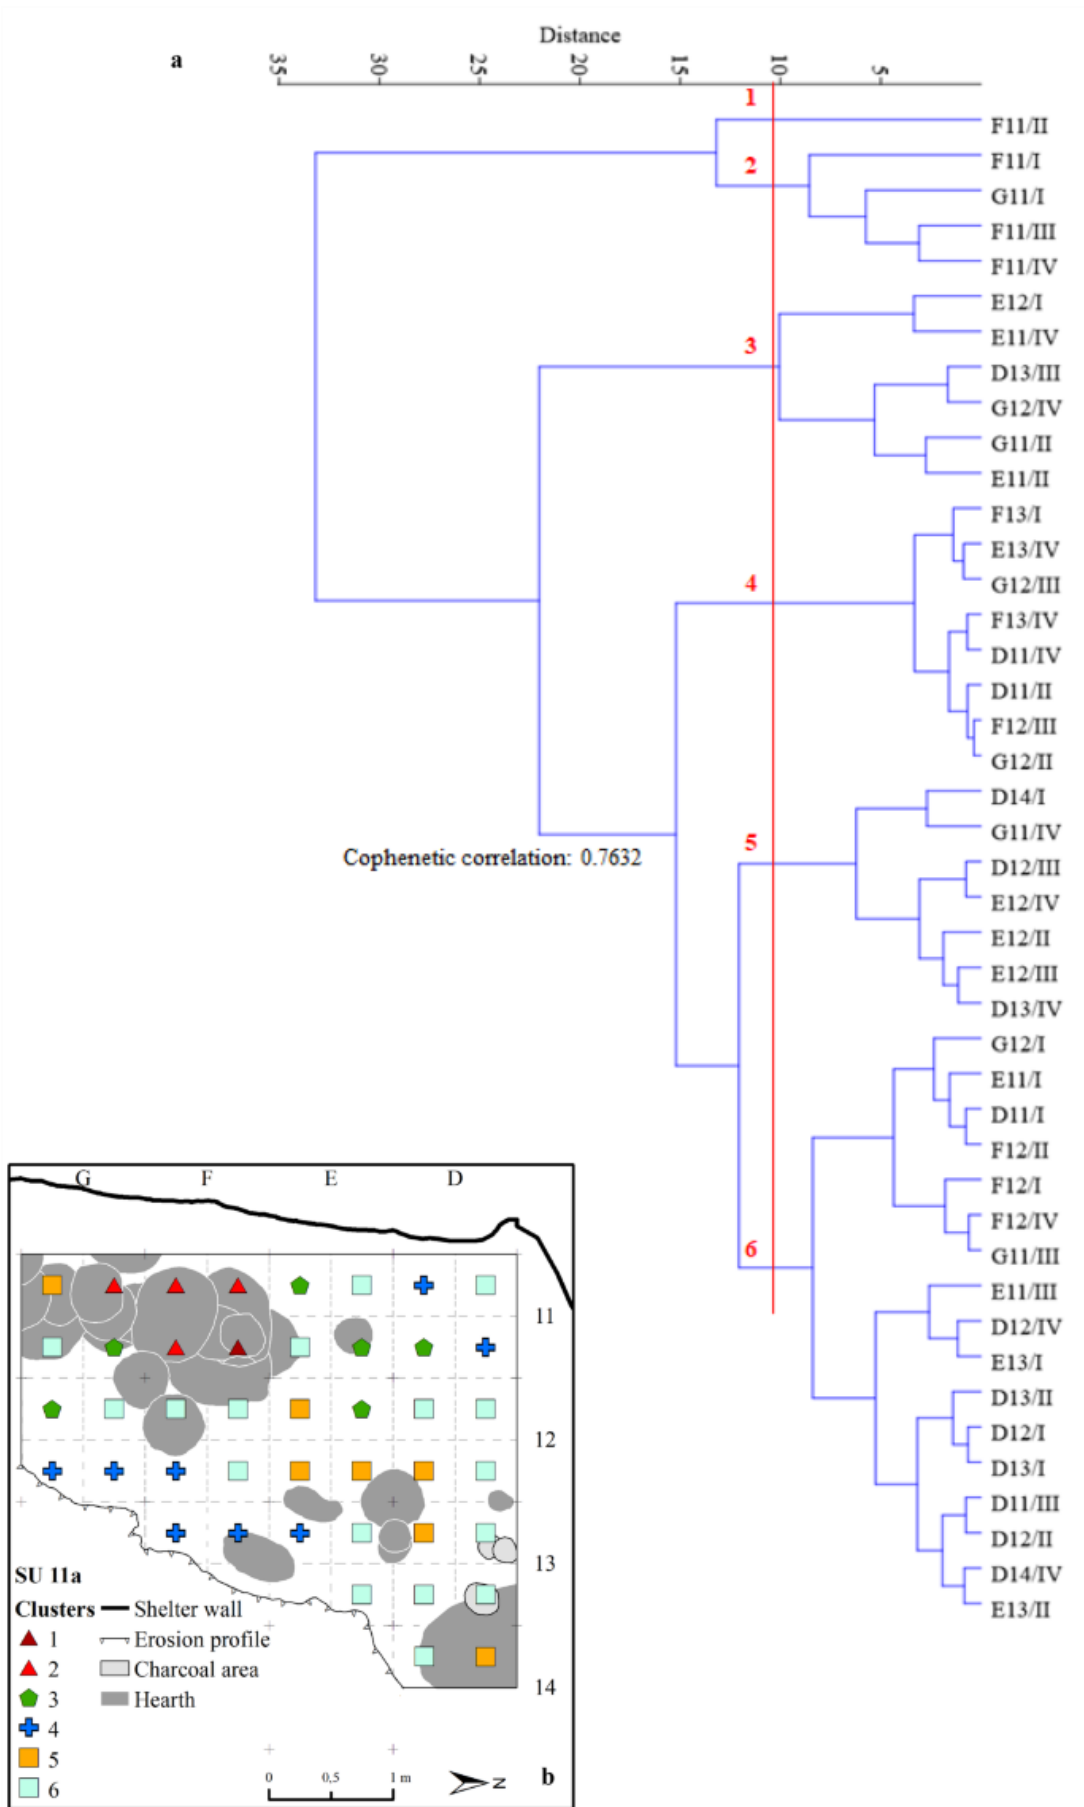 Distance
a
35 30 25 20 15 10 5
1
F11/II
F11/I
2
G11/I
F11/III
F11/IV
E12/I
E11/IV
3
D13/III
G12/IV
G11/II
E11/II
F13/I
E13/IV
4
G12/III
F13/IV
D11/IV
D11/II
F12/III
G12/II
D14/I
G11/IV
5
Cophenetic correlation: 0.7632
D12/III
E12/IV
E12/II
E12/III
D13/IV
G12/I
E11/I
D11/I
F12/II
F12/I
F12/IV
G11/III
6
E11/III
D12/IV
E13/I
D13/II
D12/I
D13/I
D11/III
D12/II
D14/IV
E13/II
G F E D
11
12
13
14
SU 11a
Clusters
1
2
3
4
5
6
Shelter wall
Erosion profile
Charcoal area
Hearth
0 0,5 1 m
N
b